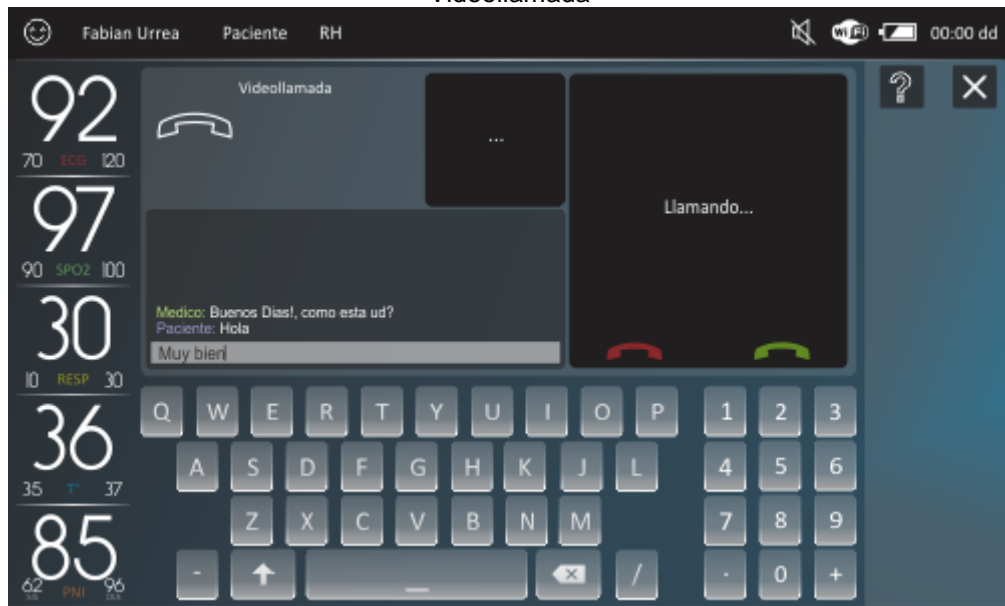 Videollamada
Fabian Urrea Paciente RH WiFi 00:00 dd
92
70 ECG 120
97
90 SPO2 100
30
10 RESP 30
36
35 T° 37
85
62 PNI 96
Videollamada
...
Llamando...
Medico: Buenos Dias!, como esta ud?
Paciente: Hola
Muy bien
? X
Q W E R T Y U I O P 1 2 3
A S D F G H K J L 4 5 6
Z X C V B N M 7 8 9
- _ / . 0 +